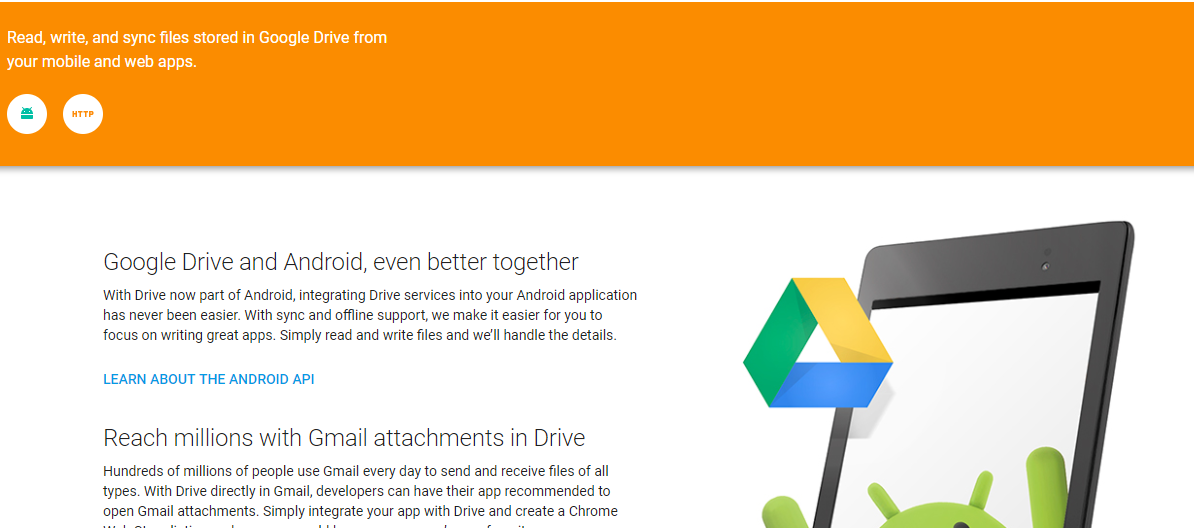 Read, write, and sync files stored in Google Drive from
your mobile and web apps.
HTTP
Google Drive and Android, even better together
With Drive now part of Android, integrating Drive services into your Android application
has never been easier. With sync and offline support, we make it easier for you to
focus on writing great apps. Simply read and write files and we'll handle the details.
LEARN ABOUT THE ANDROID API
Reach millions with Gmail attachments in Drive
Hundreds of millions of people use Gmail every day to send and receive files of all
types. With Drive directly in Gmail, developers can have their app recommended to
open Gmail attachments. Simply integrate your app with Drive and create a Chrome